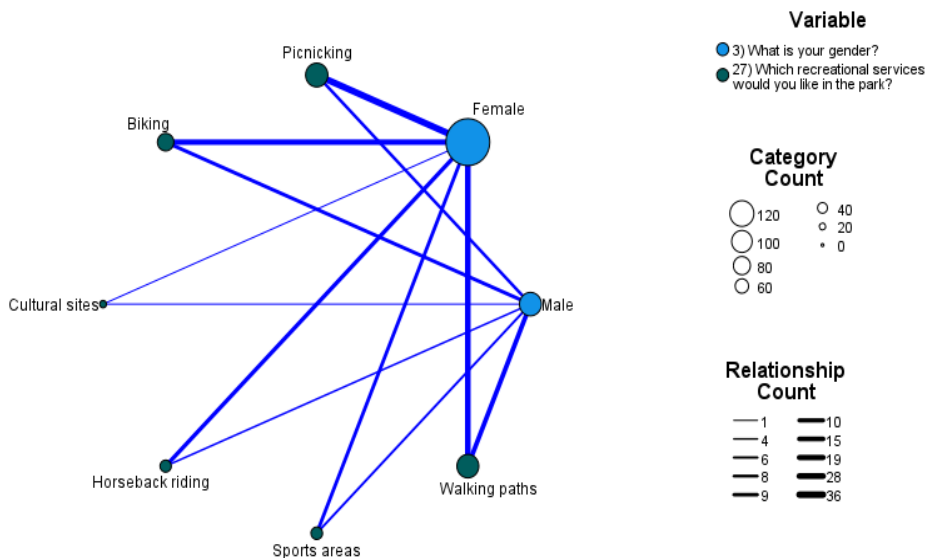 Variable
3) What is your gender?
27) Which recreational services
would you like in the park?
Picnicking
Female
Biking
Cultural sites
Male
Horseback riding
Walking paths
Sports areas
Category
Count
120 40
100 20
80 0
60
Relationship
Count
1 10
4 15
6 19
8 28
9 36